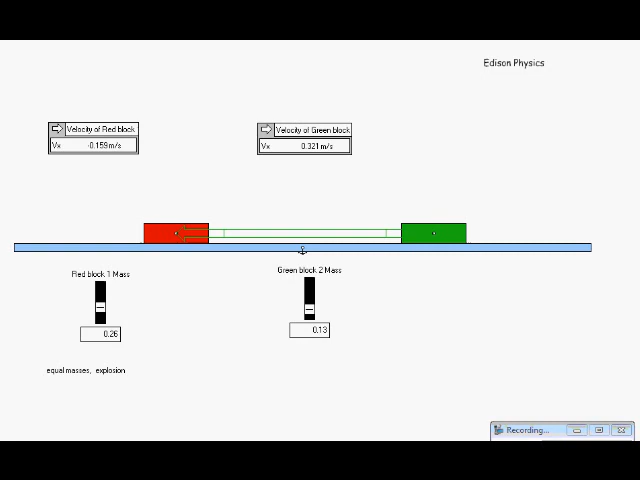 Edison Physics
Velocity of Red block
Vx -0.159 m/s
Velocity of Green block
Vx 0.321 m/s
Red block 1 Mass
0.26
Green block 2 Mass
0.13
equal masses, explosion
Recording...